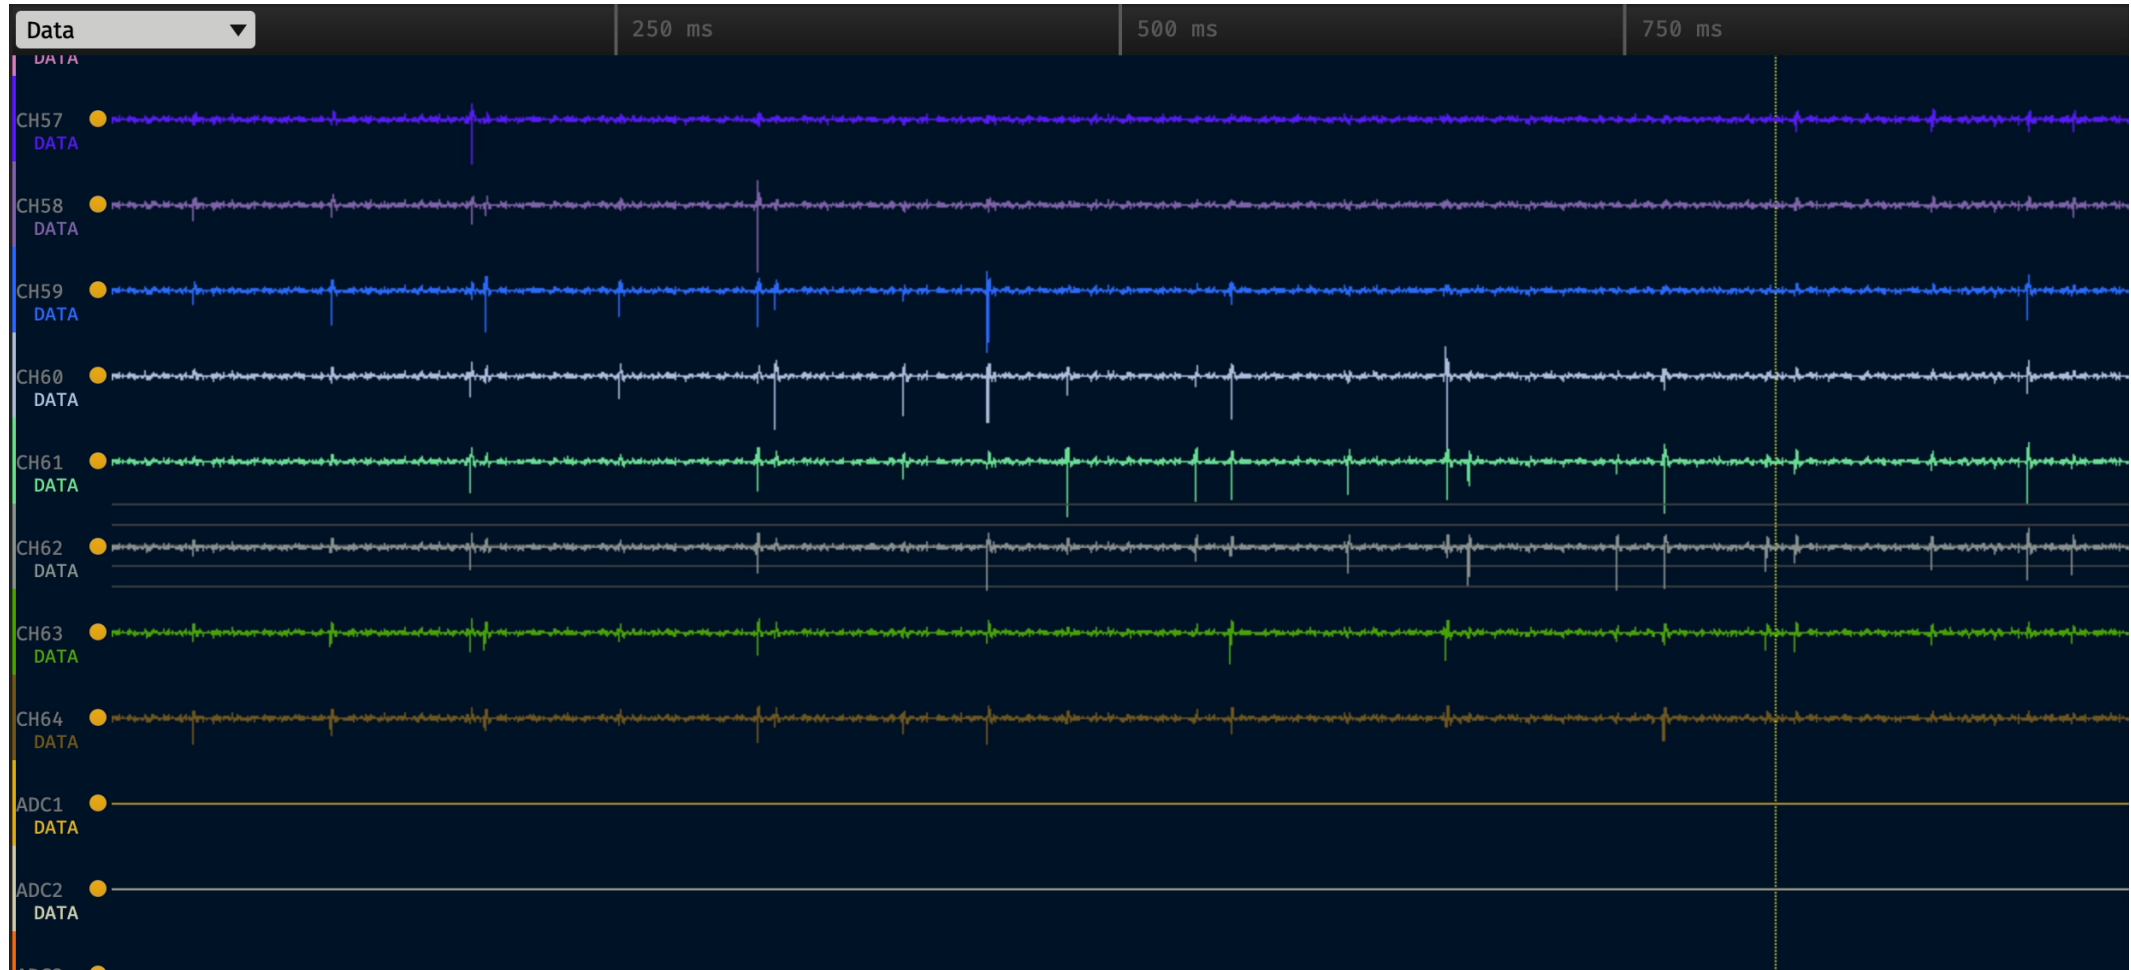 Data
250 ms
500 ms
750 ms
DATA
CH57
DATA
CH58
DATA
CH59
DATA
CH60
DATA
CH61
DATA
CH62
DATA
CH63
DATA
CH64
DATA
ADC1
DATA
ADC2
DATA